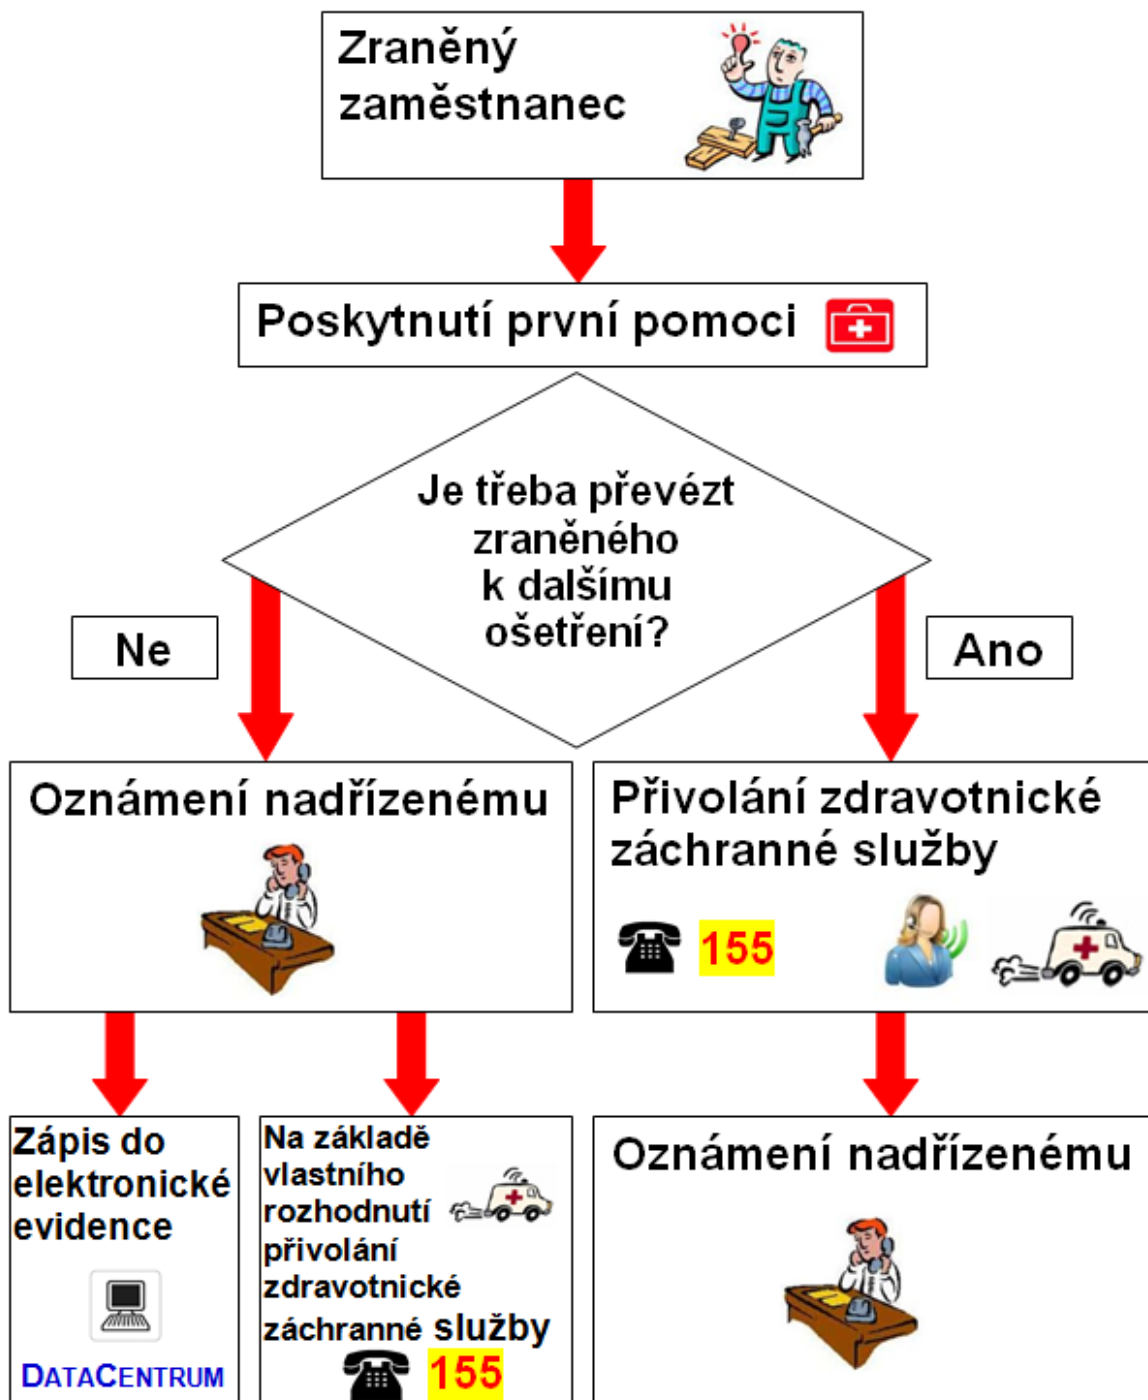 Zraněný
zaměstnanec
Poskytnutí první pomoci
Je třeba převézt
zraněného
k dalšímu
ošetření?
Ne
Ano
Oznámení nadřízenému
Přivolání zdravotnické
záchranné služby
155
Zápis do
elektronické
evidence
DATACENTRUM
Na základě
vlastního
rozhodnutí
přivolání
zdravotnické
záchranné služby
155
Oznámení nadřízenému